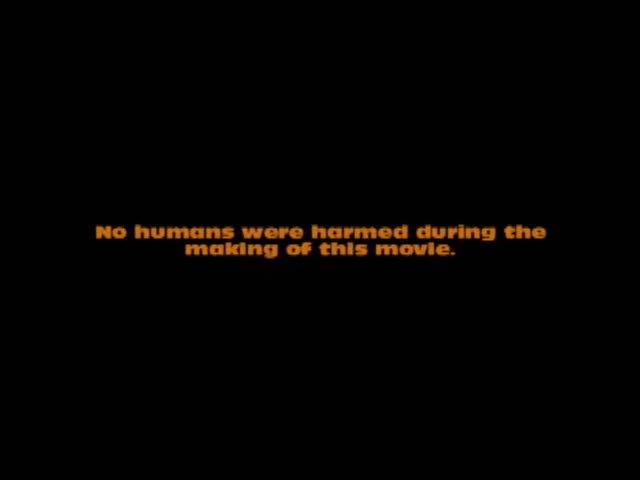 No humans were harmed during the
making of this movie.